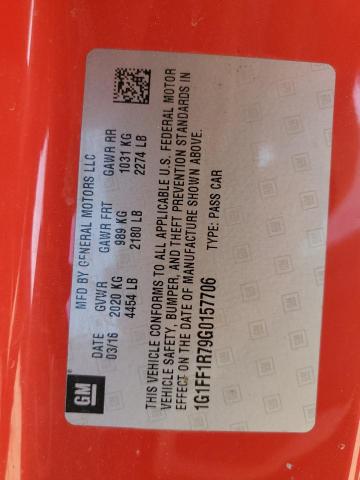 GM
MFD BY GENERAL MOTORS LLC
DATE GVWR GAWR FRT GAWR RR
03/16 2020 KG 989 KG 1031 KG
4454 LB 2180 LB 2274 LB
THIS VEHICLE CONFORMS TO ALL APPLICABLE U.S. FEDERAL MOTOR
VEHICLE SAFETY, BUMPER, AND THEFT PREVENTION STANDARDS IN
EFFECT ON THE DATE OF MANUFACTURE SHOWN ABOVE.
1G1FF1R79G0157706 TYPE: PASS CAR